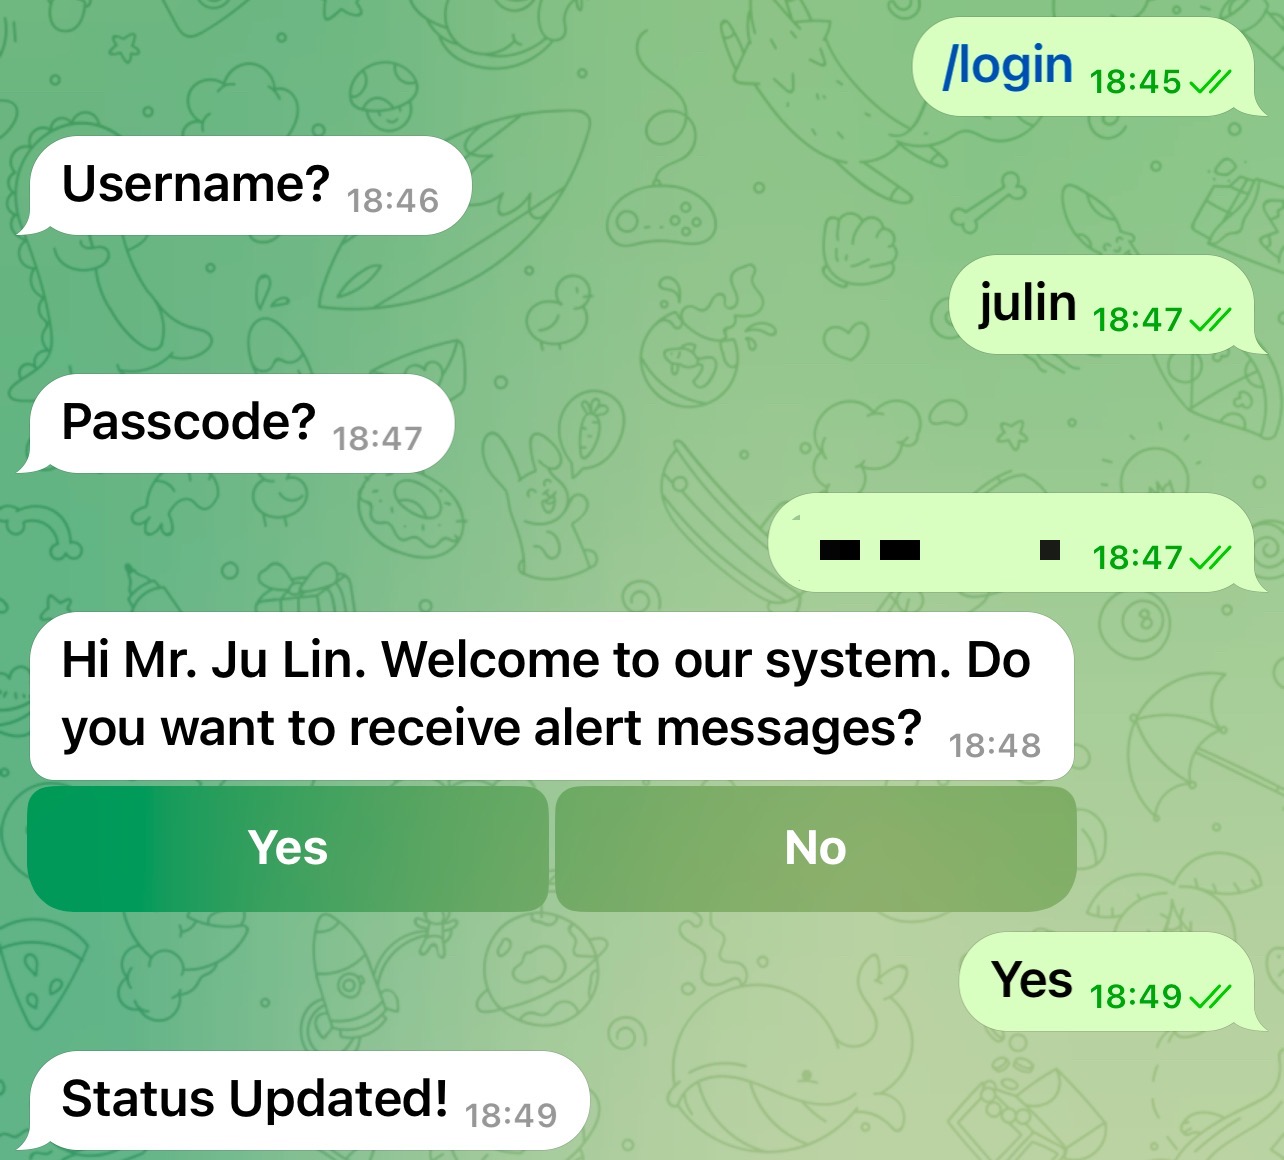 /login 18:45
Username? 18:46
julin 18:47
Passcode? 18:47
18:47
Hi Mr. Ju Lin. Welcome to our system. Do
you want to receive alert messages? 18:48
Yes No
Yes 18:49
Status Updated! 18:49